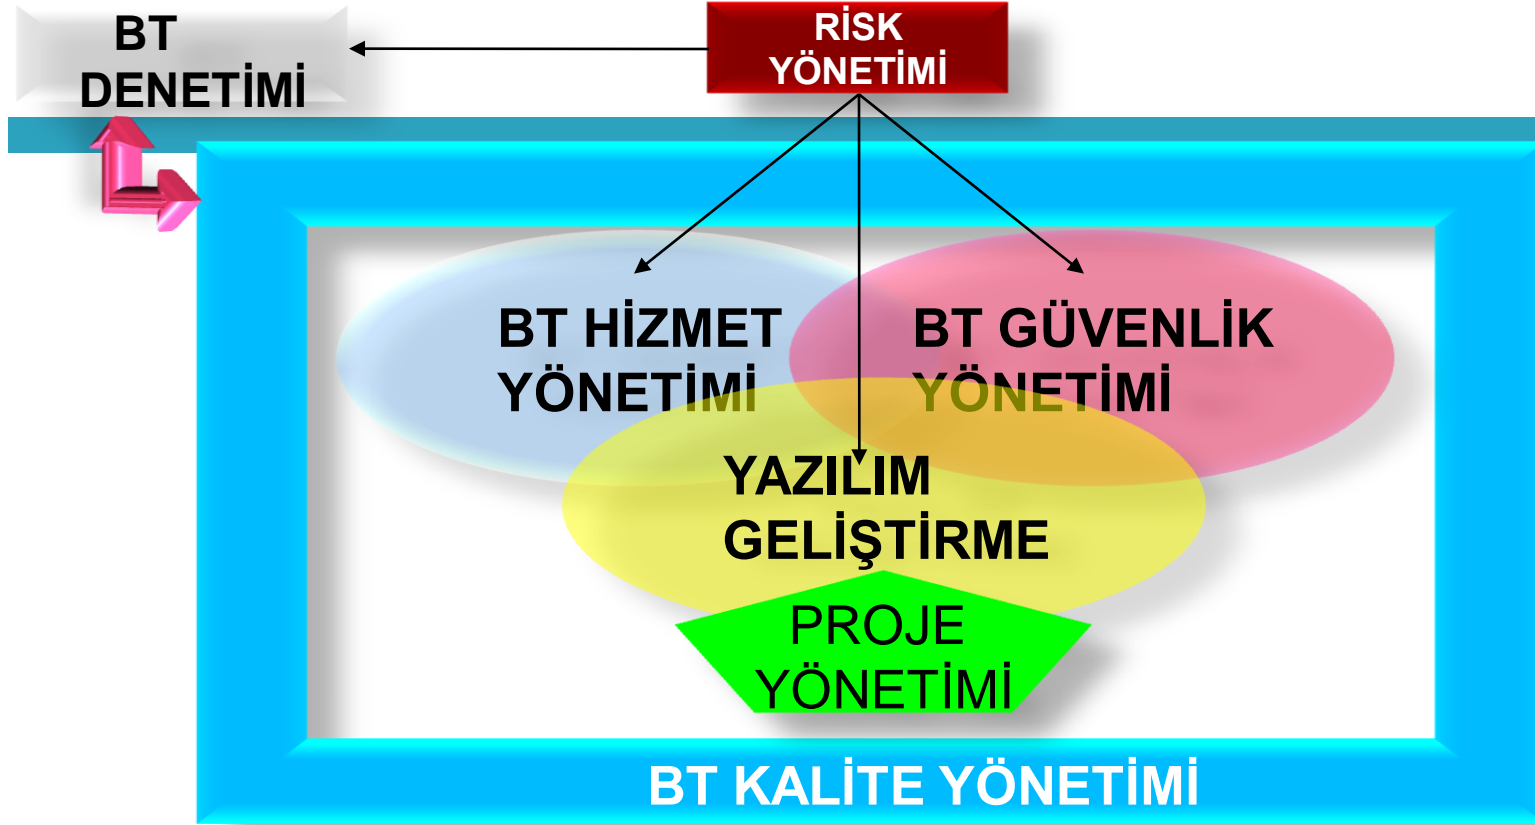 BT
DENETİMİ
RİSK
YÖNETİMİ
BT HİZMET
YÖNETİMİ
BT GÜVENLİK
YÖNETİMİ
YAZILIM
GELİŞTİRME
PROJE
YÖNETİMİ
BT KALİTE YÖNETİMİ